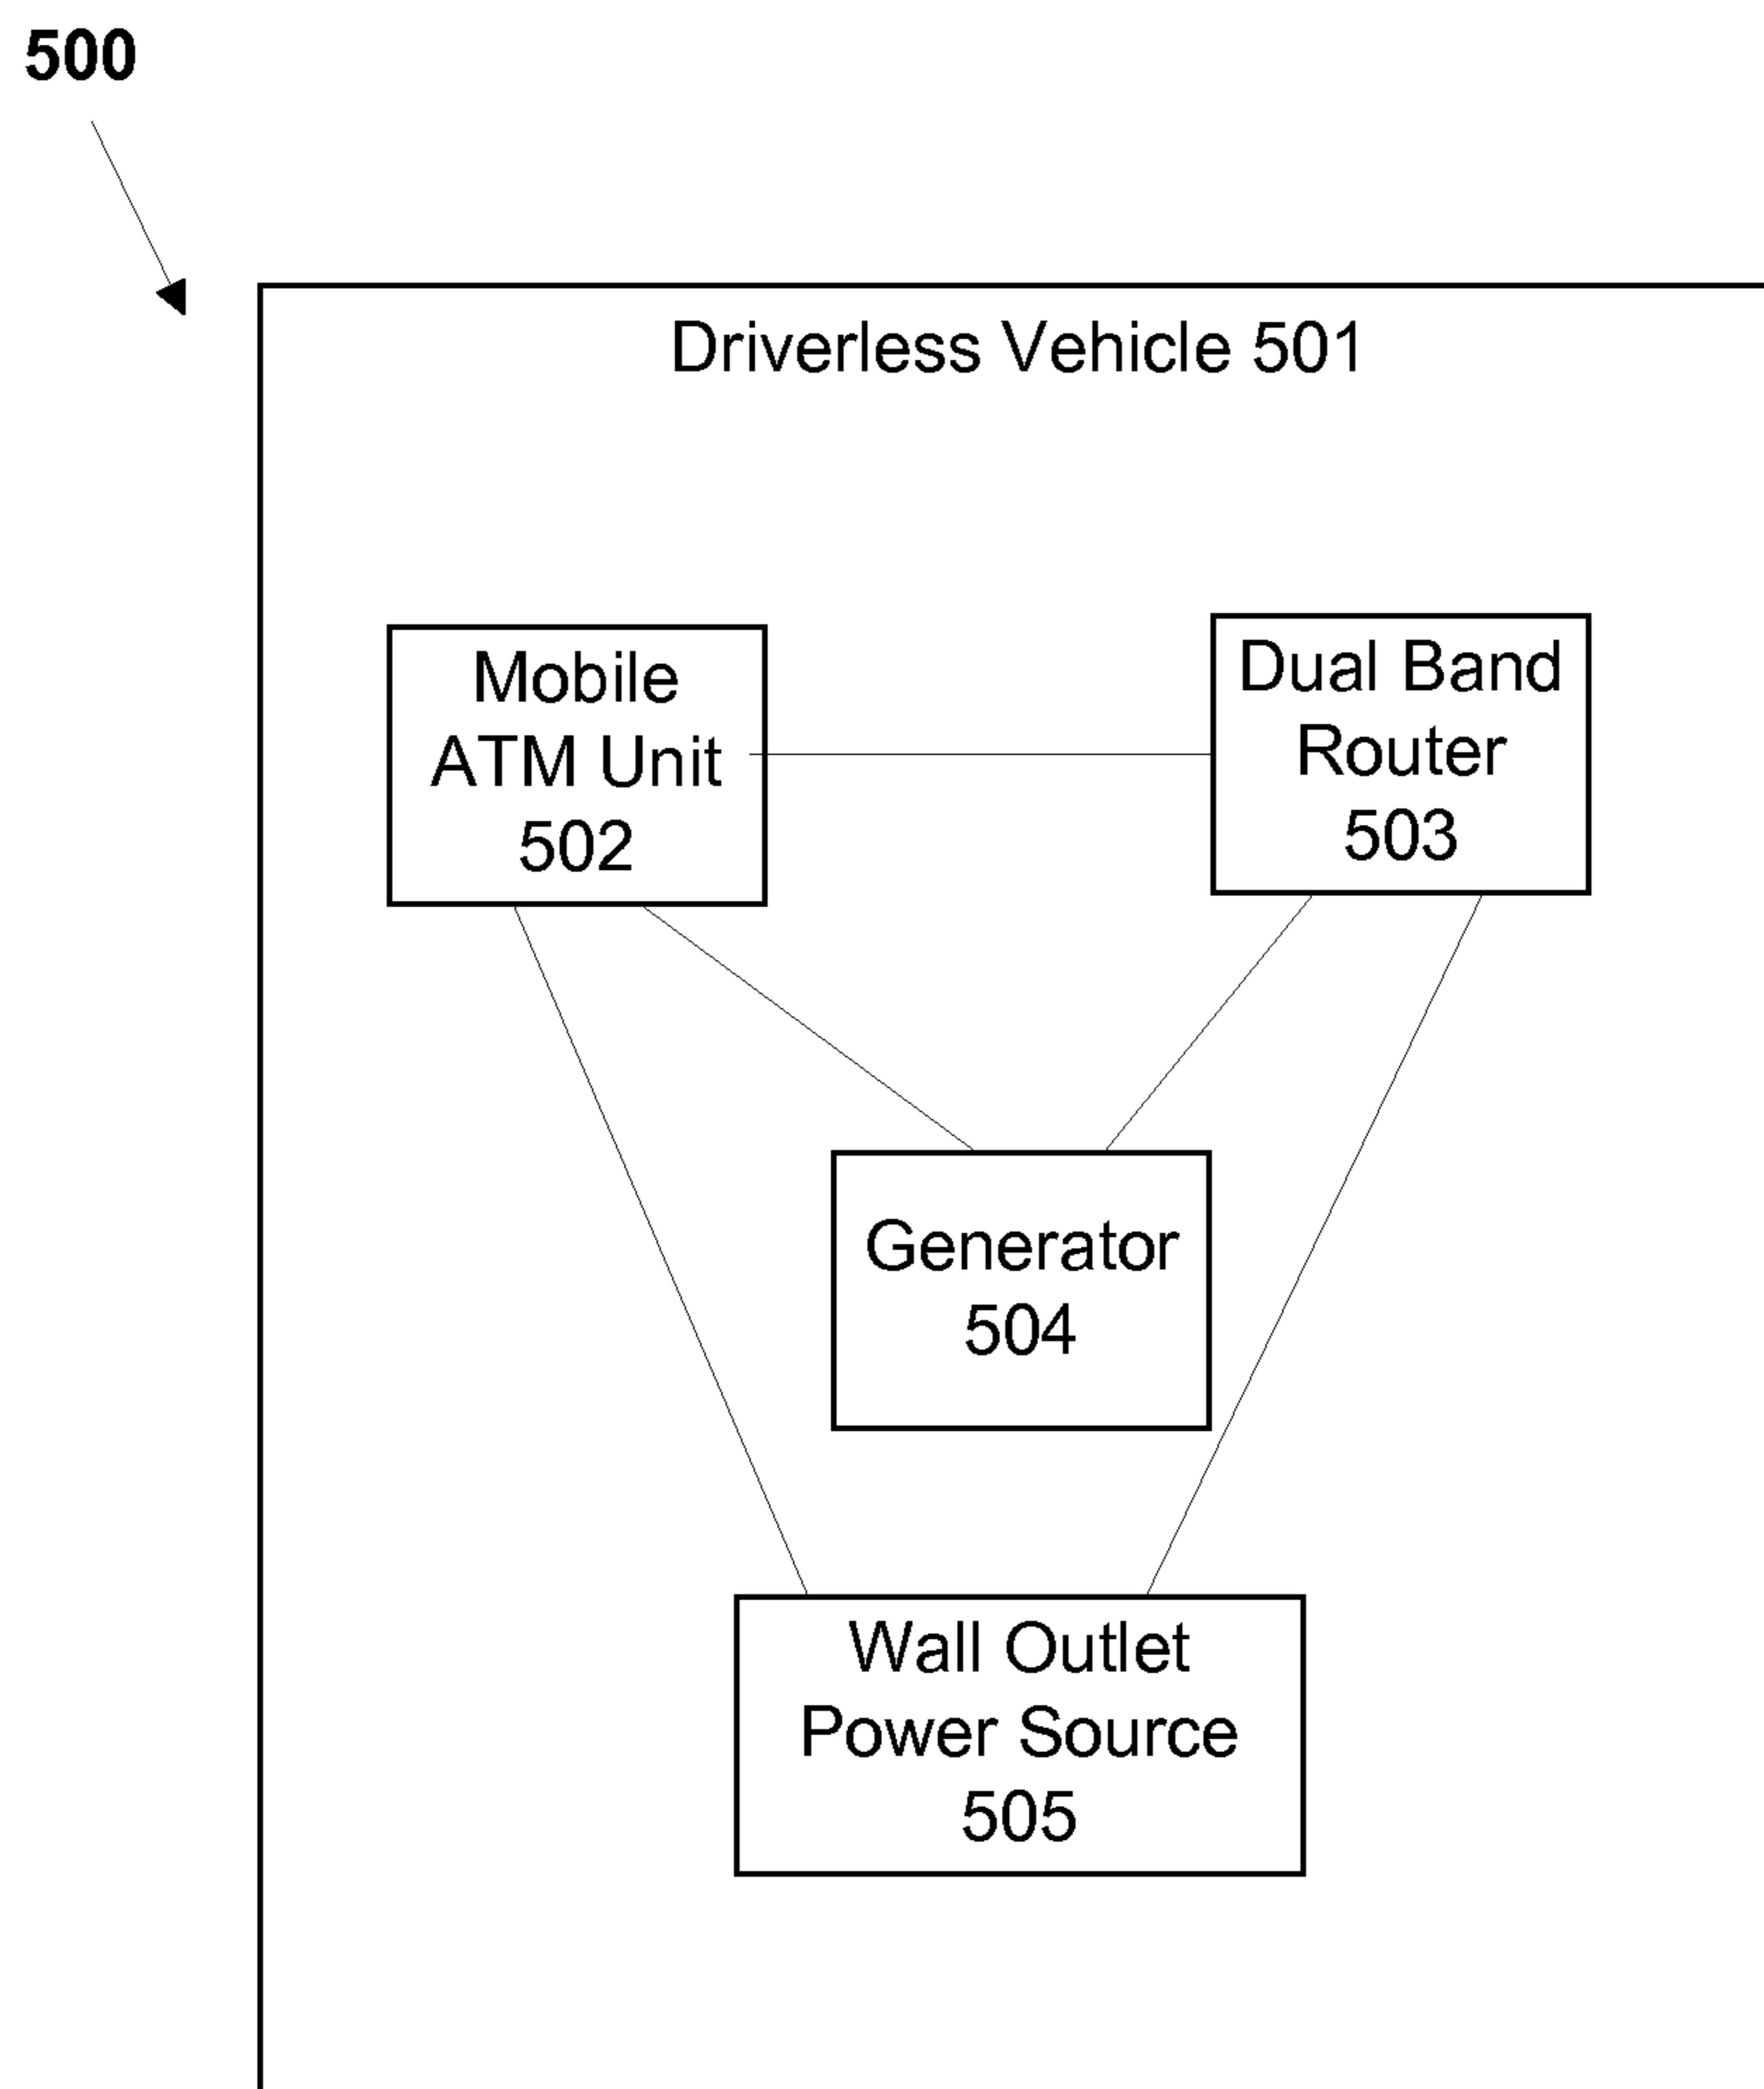 500
Driverless Vehicle 501
Mobile
ATM Unit
502
Dual Band
Router
503
Generator
504
Wall Outlet
Power Source
505